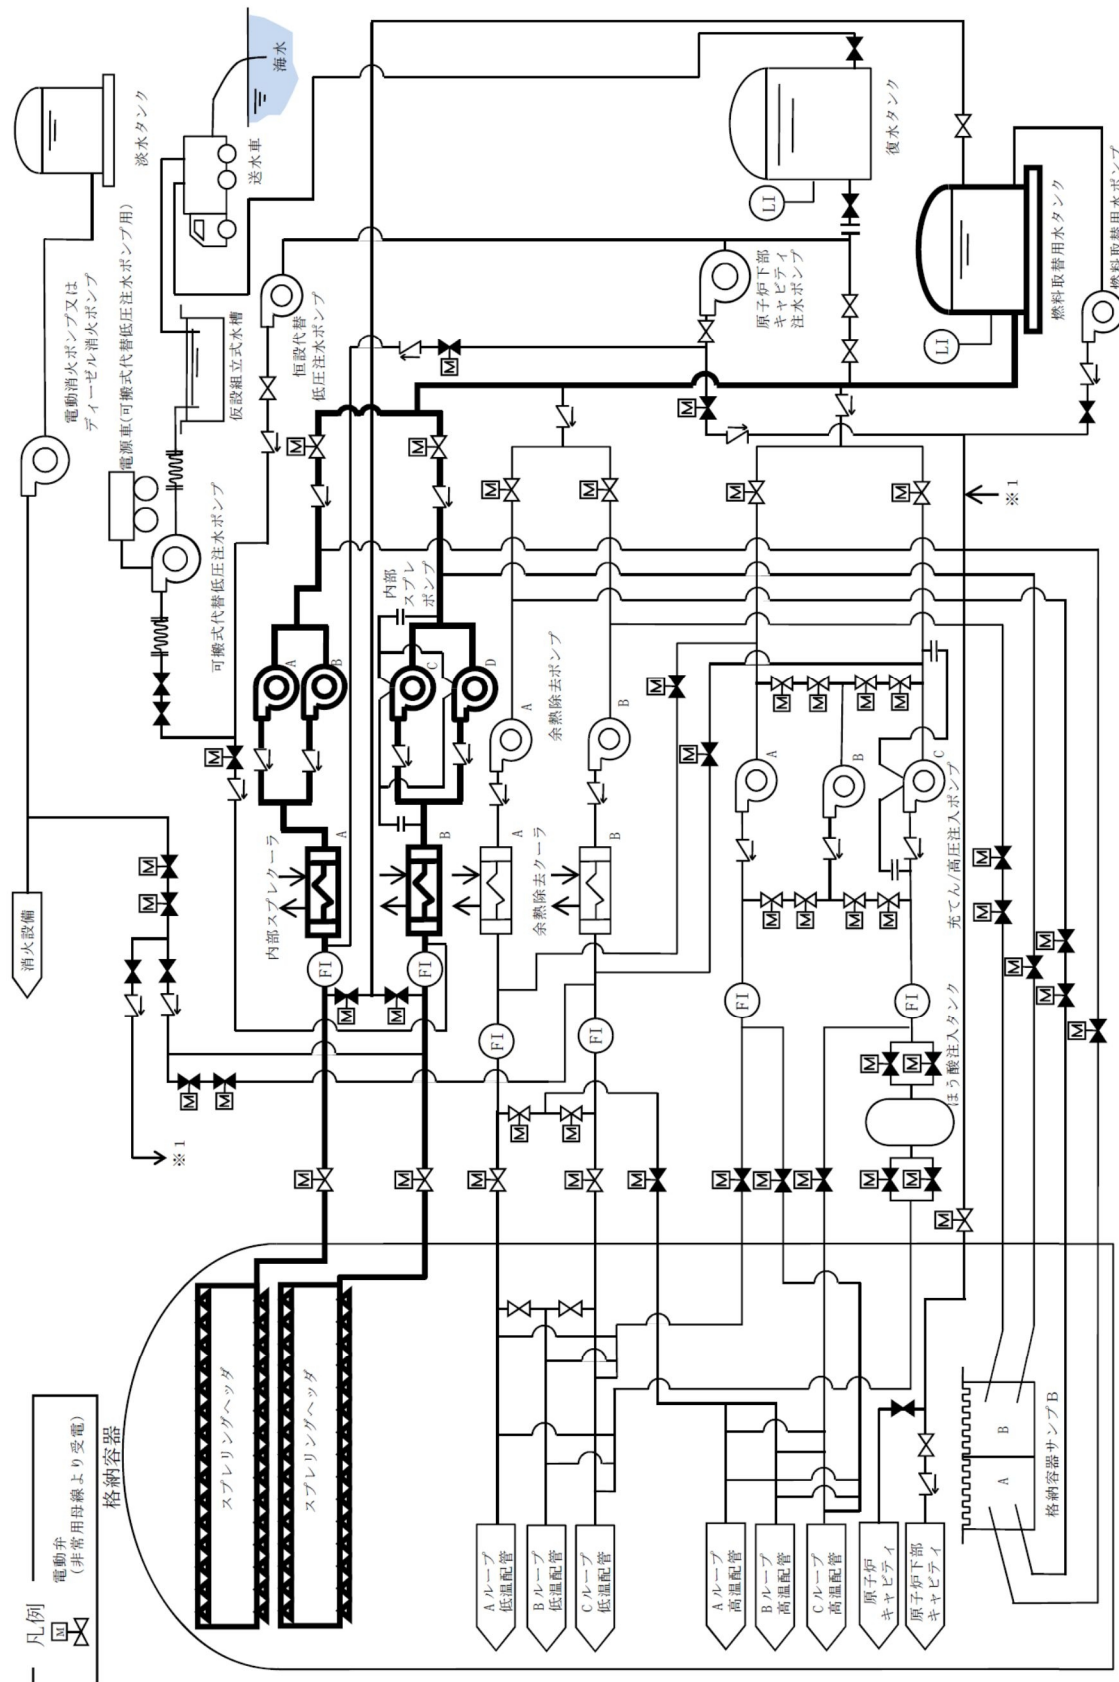 凡例
電動弁
(非常用母線より受電)
M
格納容器
スプレリングヘッダ
スプレリングヘッダ
Aループ
低温配管
Bループ
低温配管
Cループ
低温配管
Aループ
高温配管
Bループ
高温配管
Cループ
高温配管
原子炉
キャビティ
原子炉下部
キャビティ
A
B
格納容器サンプB
消火設備
※1
電動消火ポンプ又は
ディーゼル消火ポンプ
淡水タンク
電源車(可搬式代替低圧注水ポンプ用)
可搬式代替低圧注水ポンプ
仮設組立式水槽
送水車
海水
恒設代替
低圧注水ポンプ
内部スプレクーラ
A
B
内部
スプレ
ポンプ
A
B
C
D
余熱除去クーラ
A
B
余熱除去ポンプ
A
B
充てん/高圧注入ポンプ
A
B
C
ほう酸注入タンク
FI
FI
FI
FI
FI
FI
原子炉下部
キャビティ
注水ポンプ
復水タンク
LI
燃料取替用水タンク
LI
燃料取替用水ポンプ
※1